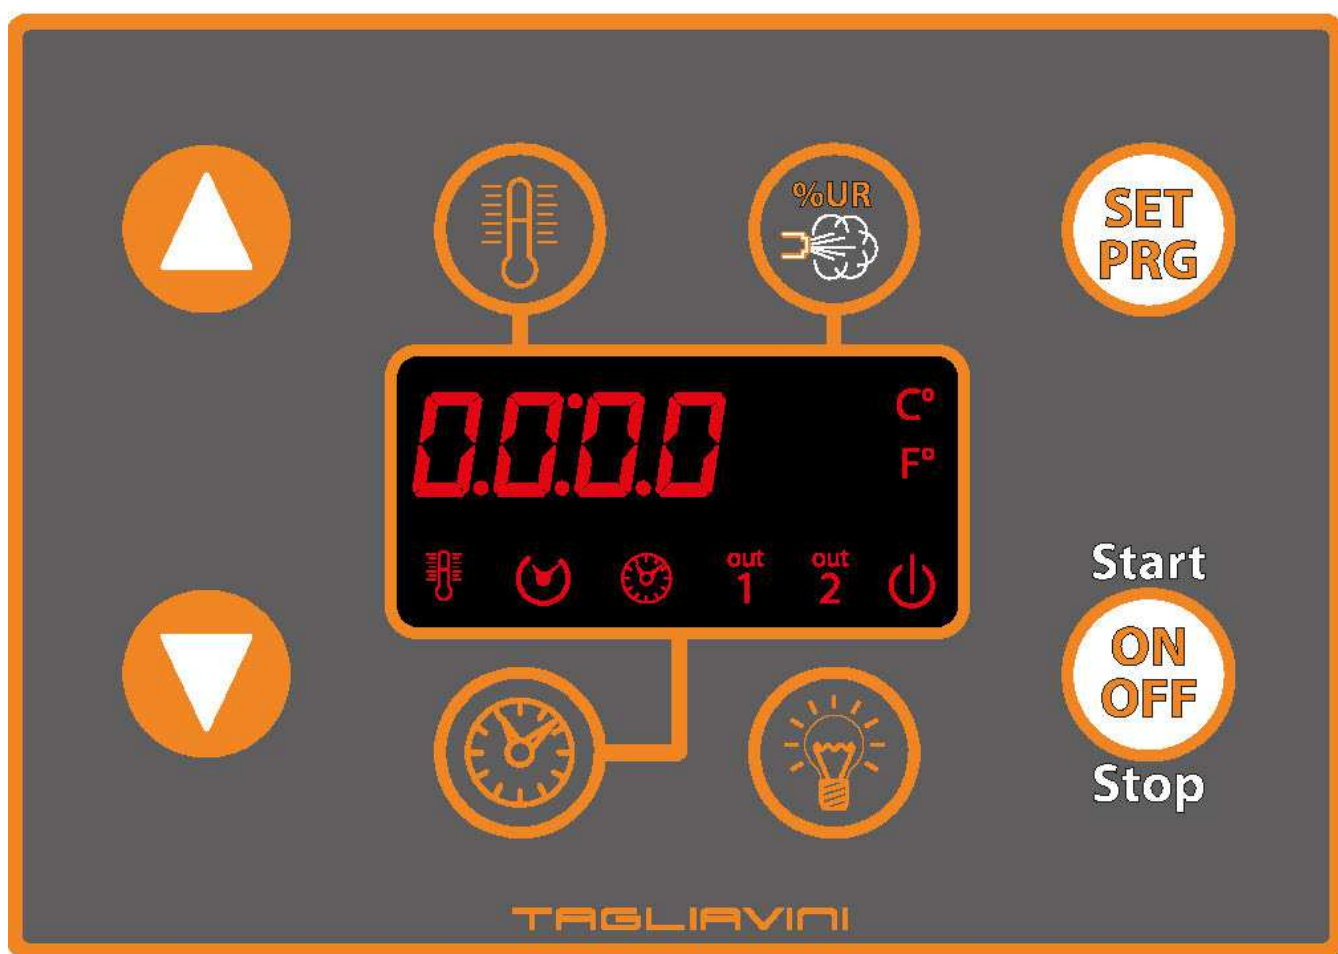 %UR
SET
PRG
0.0:0.0
C°
F°
out
1
out
2
Start
ON
OFF
Stop
TAGLIAVINI